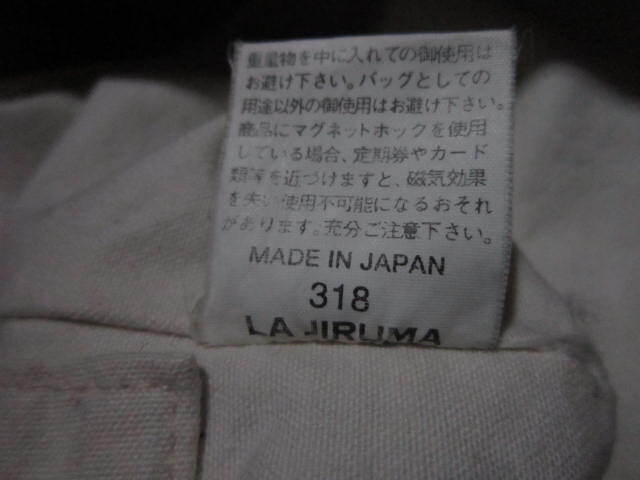 重量物を中に入れての御使用は
お避け下さい。バッグとしての
用途以外の御使用はお避け下さい。
商品にマグネットホックを使用
している場合、定期券やカード
類等を近づけますと、磁気効果
を失い使用不可能になるおそれ
があります。充分ご注意下さい。
MADE IN JAPAN
318
LA JIRUMA